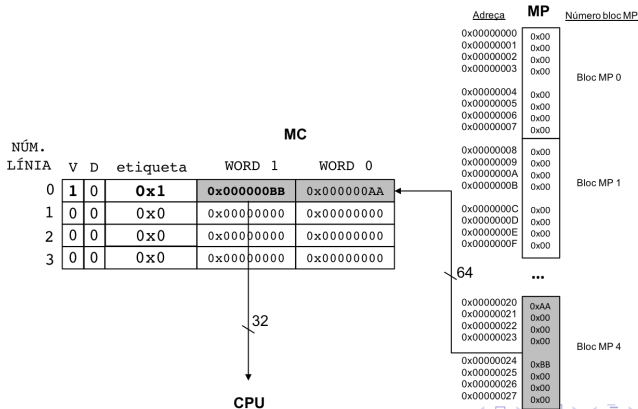 Adreça MP Número bloc MP
0x00000000 0x00
0x00000001 0x00
0x00000002 0x00
0x00000003 0x00
Bloc MP 0
0x00000004 0x00
0x00000005 0x00
0x00000006 0x00
0x00000007 0x00
0x00000008 0x00
0x00000009 0x00
0x0000000A 0x00
0x0000000B 0x00
Bloc MP 1
0x0000000C 0x00
0x0000000D 0x00
0x0000000E 0x00
0x0000000F 0x00
...
0x00000020 0xAA
0x00000021 0x00
0x00000022 0x00
0x00000023 0x00
Bloc MP 4
0x00000024 0xBB
0x00000025 0x00
0x00000026 0x00
0x00000027 0x00
MC
NÚM.
LÍNIA V D etiqueta WORD 1 WORD 0
0 1 0 0x1 0x000000BB 0x000000AA
1 0 0 0x0 0x00000000 0x00000000
2 0 0 0x0 0x00000000 0x00000000
3 0 0 0x0 0x00000000 0x00000000
64
32
CPU